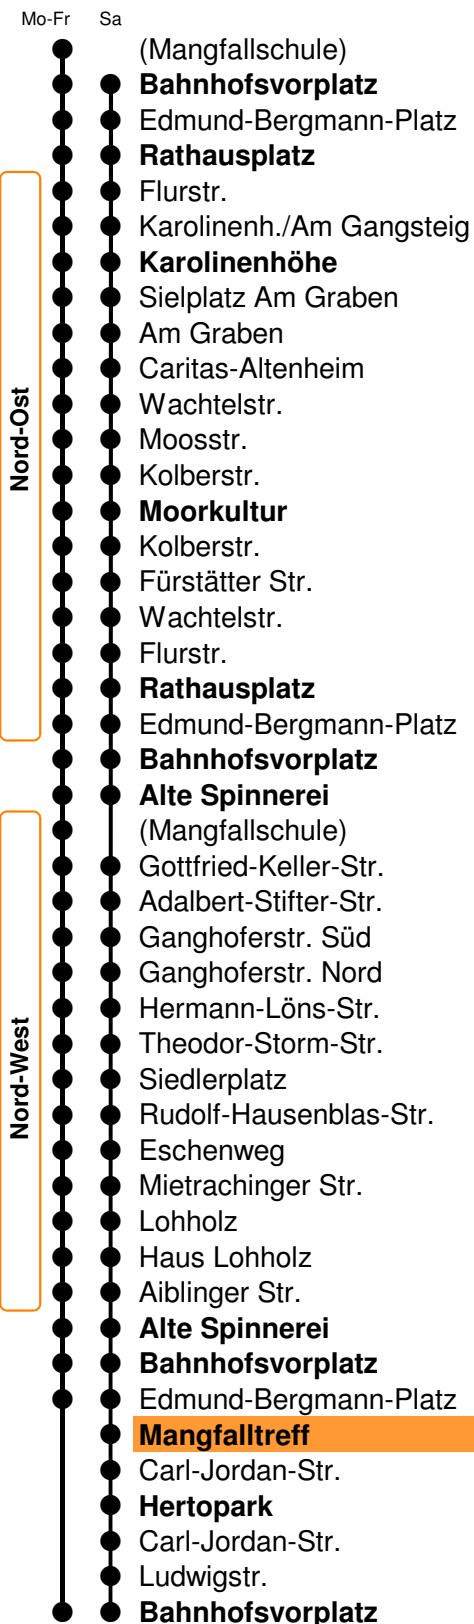 Mo-Fr Sa
(Mangfallschule)
Bahnhofsvorplatz
Edmund-Bergmann-Platz
Rathausplatz
Flurstr.
Karolinenh./Am Gangsteig
Karolinenhöhe
Sielplatz Am Graben
Am Graben
Caritas-Altenheim
Wachtelstr.
Moosstr.
Kolberstr.
Moorkultur
Kolberstr.
Fürstätter Str.
Wachtelstr.
Flurstr.
Rathausplatz
Edmund-Bergmann-Platz
Nord-Ost
Bahnhofsvorplatz
Alte Spinnerei
(Mangfallschule)
Gottfried-Keller-Str.
Adalbert-Stifter-Str.
Ganghoferstr. Süd
Ganghoferstr. Nord
Hermann-Löns-Str.
Theodor-Storm-Str.
Siedlerplatz
Rudolf-Hausenblas-Str.
Eschenweg
Mietrachinger Str.
Lohholz
Haus Lohholz
Aiblinger Str.
Nord-West
Alte Spinnerei
Bahnhofsvorplatz
Edmund-Bergmann-Platz
Mangfalltreff
Carl-Jordan-Str.
Hertopark
Carl-Jordan-Str.
Ludwigstr.
Bahnhofsvorplatz